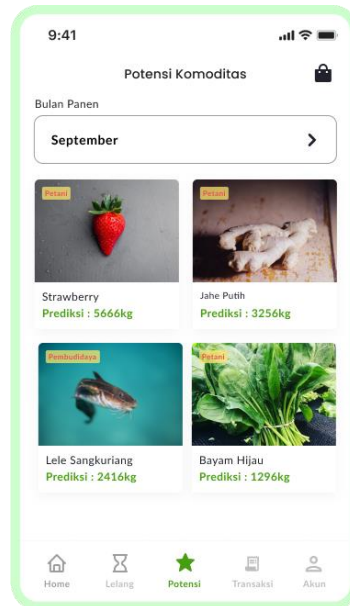 9:41
Potensi Komoditas
Bulan Panen
September
Petani
Petani
Strawberry
Prediksi : 5666kg
Jahe Putih
Prediksi : 3256kg
Pembudidaya
Petani
Lele Sangkuriang
Prediksi : 2416kg
Bayam Hijau
Prediksi : 1296kg
Home
Lelang
Potensi
Transaksi
Akun